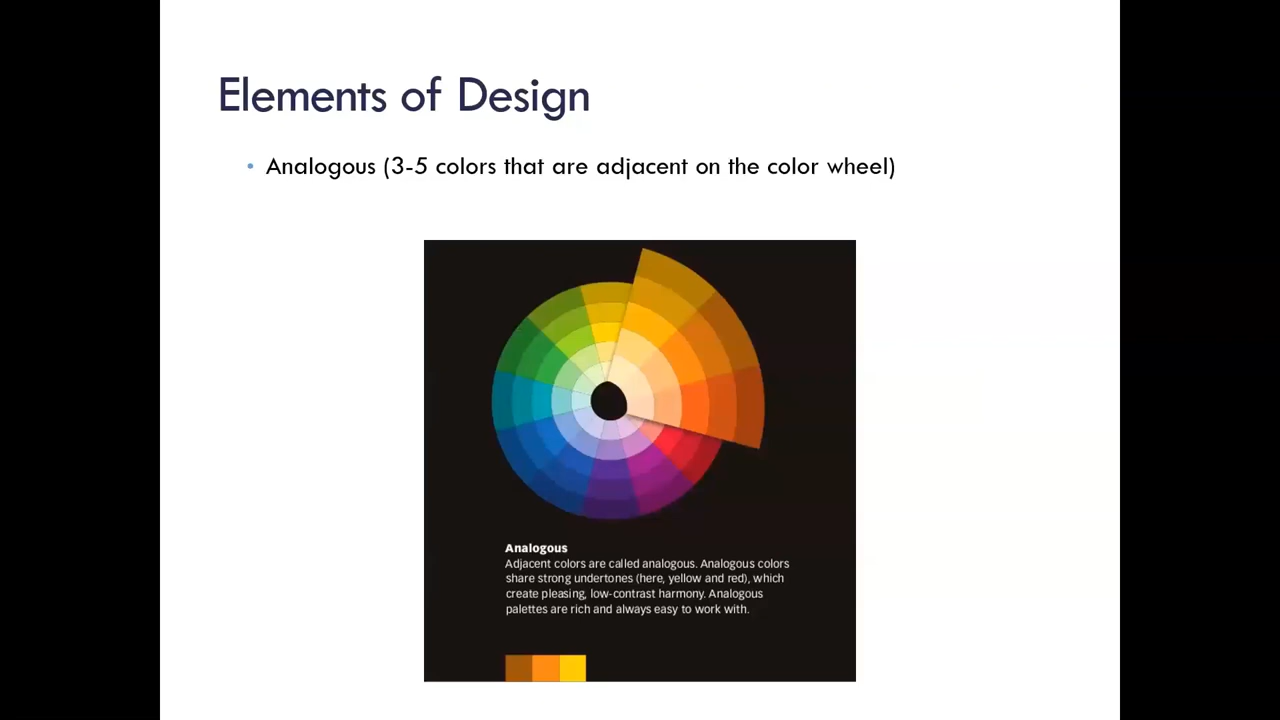 Elements of Design
• Analogous (3-5 colors that are adjacent on the color wheel)
Analogous
Adjacent colors are called analogous. Analogous colors
share strong undertones (here, yellow and red), which
create pleasing, low-contrast harmony. Analogous
palettes are rich and always easy to work with.